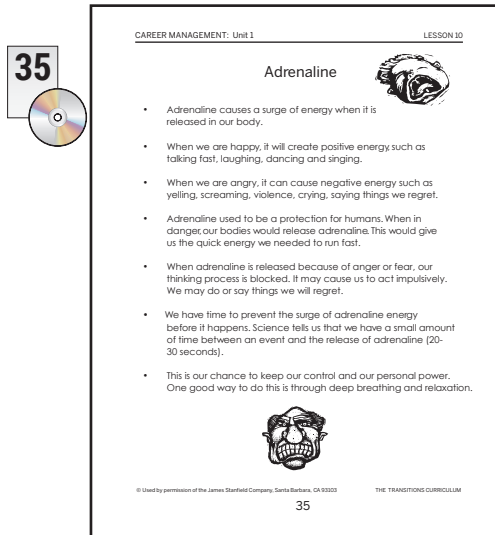 35
CAREER MANAGEMENT: Unit 1 LESSON 10
Adrenaline
• Adrenaline causes a surge of energy when it is
released in our body.
• When we are happy, it will create positive energy, such as
talking fast, laughing, dancing and singing.
• When we are angry, it can cause negative energy such as
yelling, screaming, violence, crying, saying things we regret.
• Adrenaline used to be a protection for humans. When in
danger, our bodies would release adrenaline. This would give
us the quick energy we needed to run fast.
• When adrenaline is released because of anger or fear, our
thinking process is blocked. It may cause us to act impulsively.
We may do or say things we will regret.
• We have time to prevent the surge of adrenaline energy
before it happens. Science tells us that we have a small amount
of time between an event and the release of adrenaline (20-
30 seconds).
• This is our chance to keep our control and our personal power.
One good way to do this is through deep breathing and relaxation.
© Used by permission of the James Stanfield Company, Santa Barbara, CA 93103 THE TRANSITIONS CURRICULUM
35